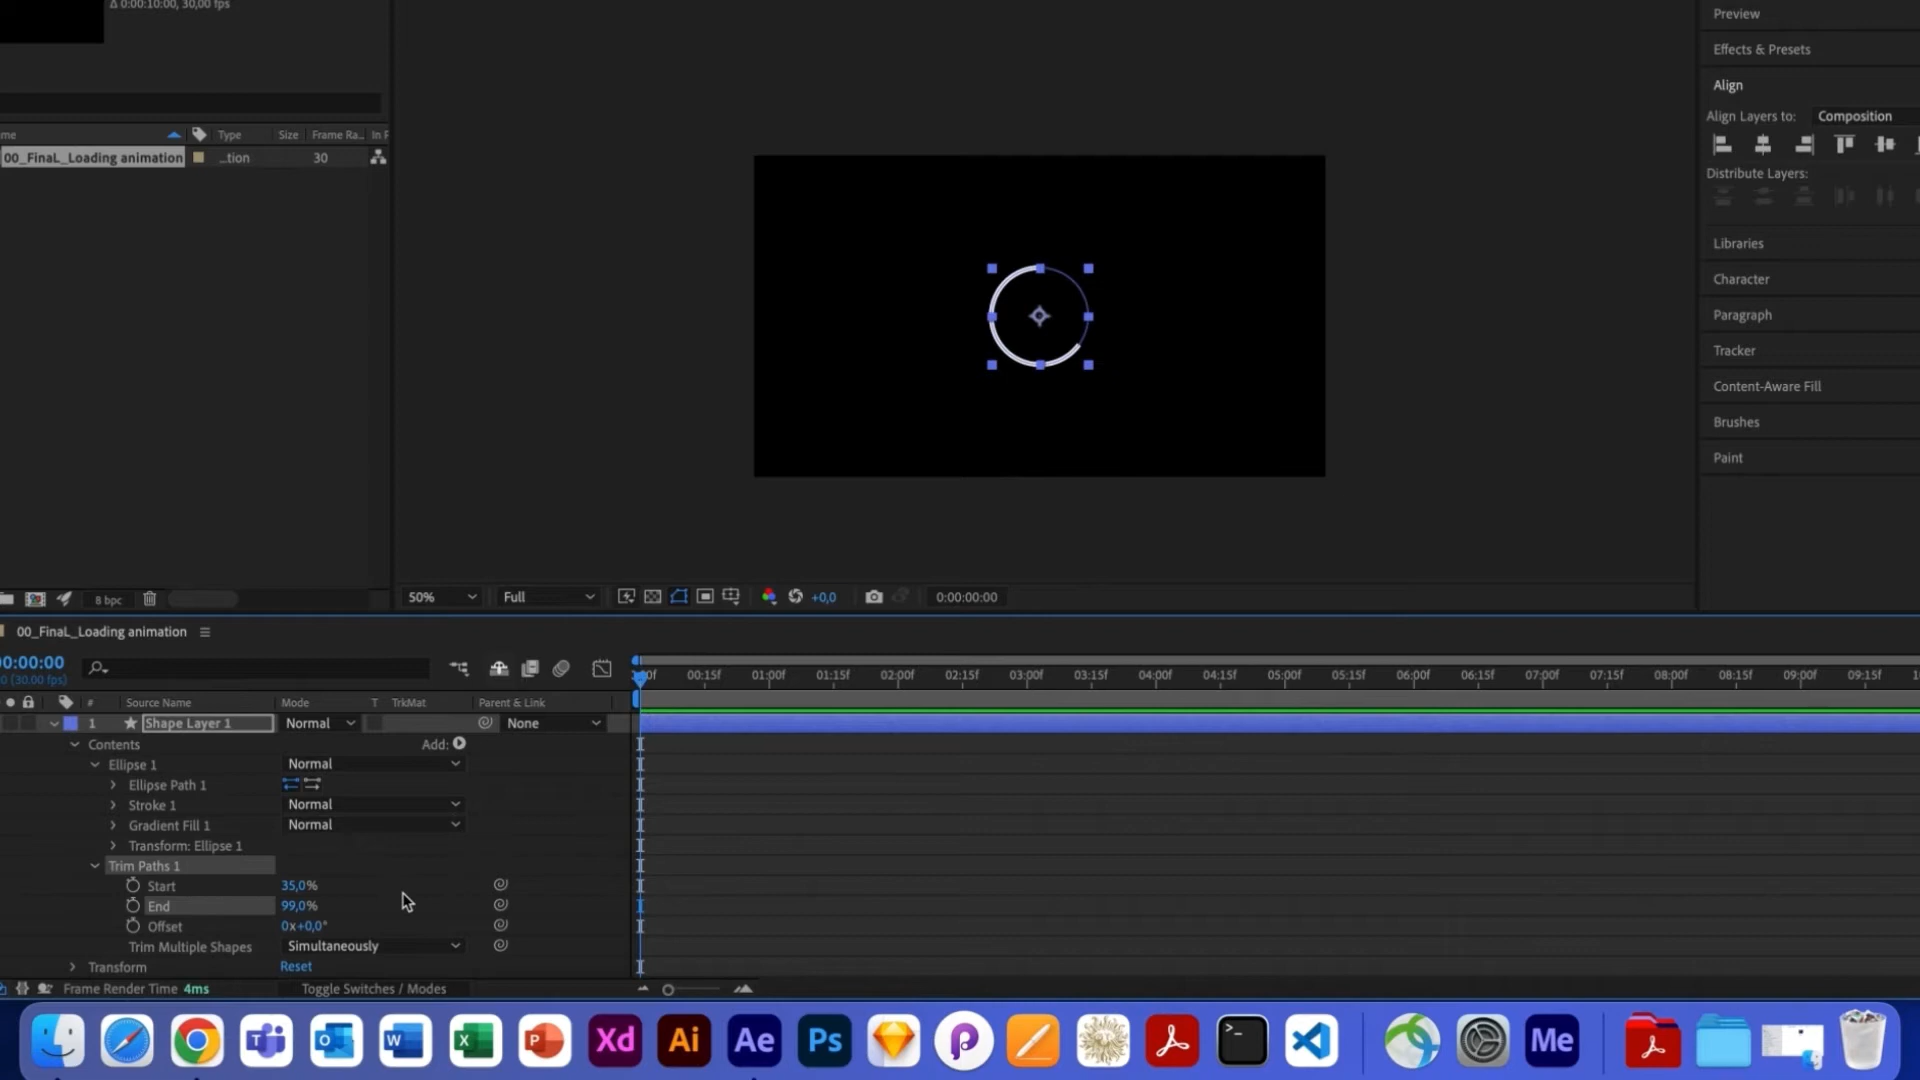 Δ 0:00:10:00, 30,00 fps
Preview
Effects & Presets
Align
Align Layers to: Composition
Distribute Layers:
Libraries
Character
Paragraph
Tracker
Content-Aware Fill
Brushes
Paint
me Type Size Frame Ra... In P
00_FinaL_Loading animation ...tion 30
8 bpc
50% Full +0,0 0:00:00:00
00_FinaL_Loading animation
00:00:00
0 (30.00 fps)
:00f 00:15f 01:00f 01:15f 02:00f 02:15f 03:00f 03:15f 04:00f 04:15f 05:00f 05:15f 06:00f 06:15f 07:00f 07:15f 08:00f 08:15f 09:00f 09:15f 1
# Source Name Mode T TrkMat Parent & Link
1 Shape Layer 1 Normal None
Contents Add:
Ellipse 1 Normal
Ellipse Path 1
Stroke 1 Normal
Gradient Fill 1 Normal
Transform: Ellipse 1
Trim Paths 1
Start 35,0%
End 99,0%
Offset 0x+0,0°
Trim Multiple Shapes Simultaneously
Transform Reset
Frame Render Time 4ms Toggle Switches / Modes
T O W X P Xd Ai Ae Ps Me